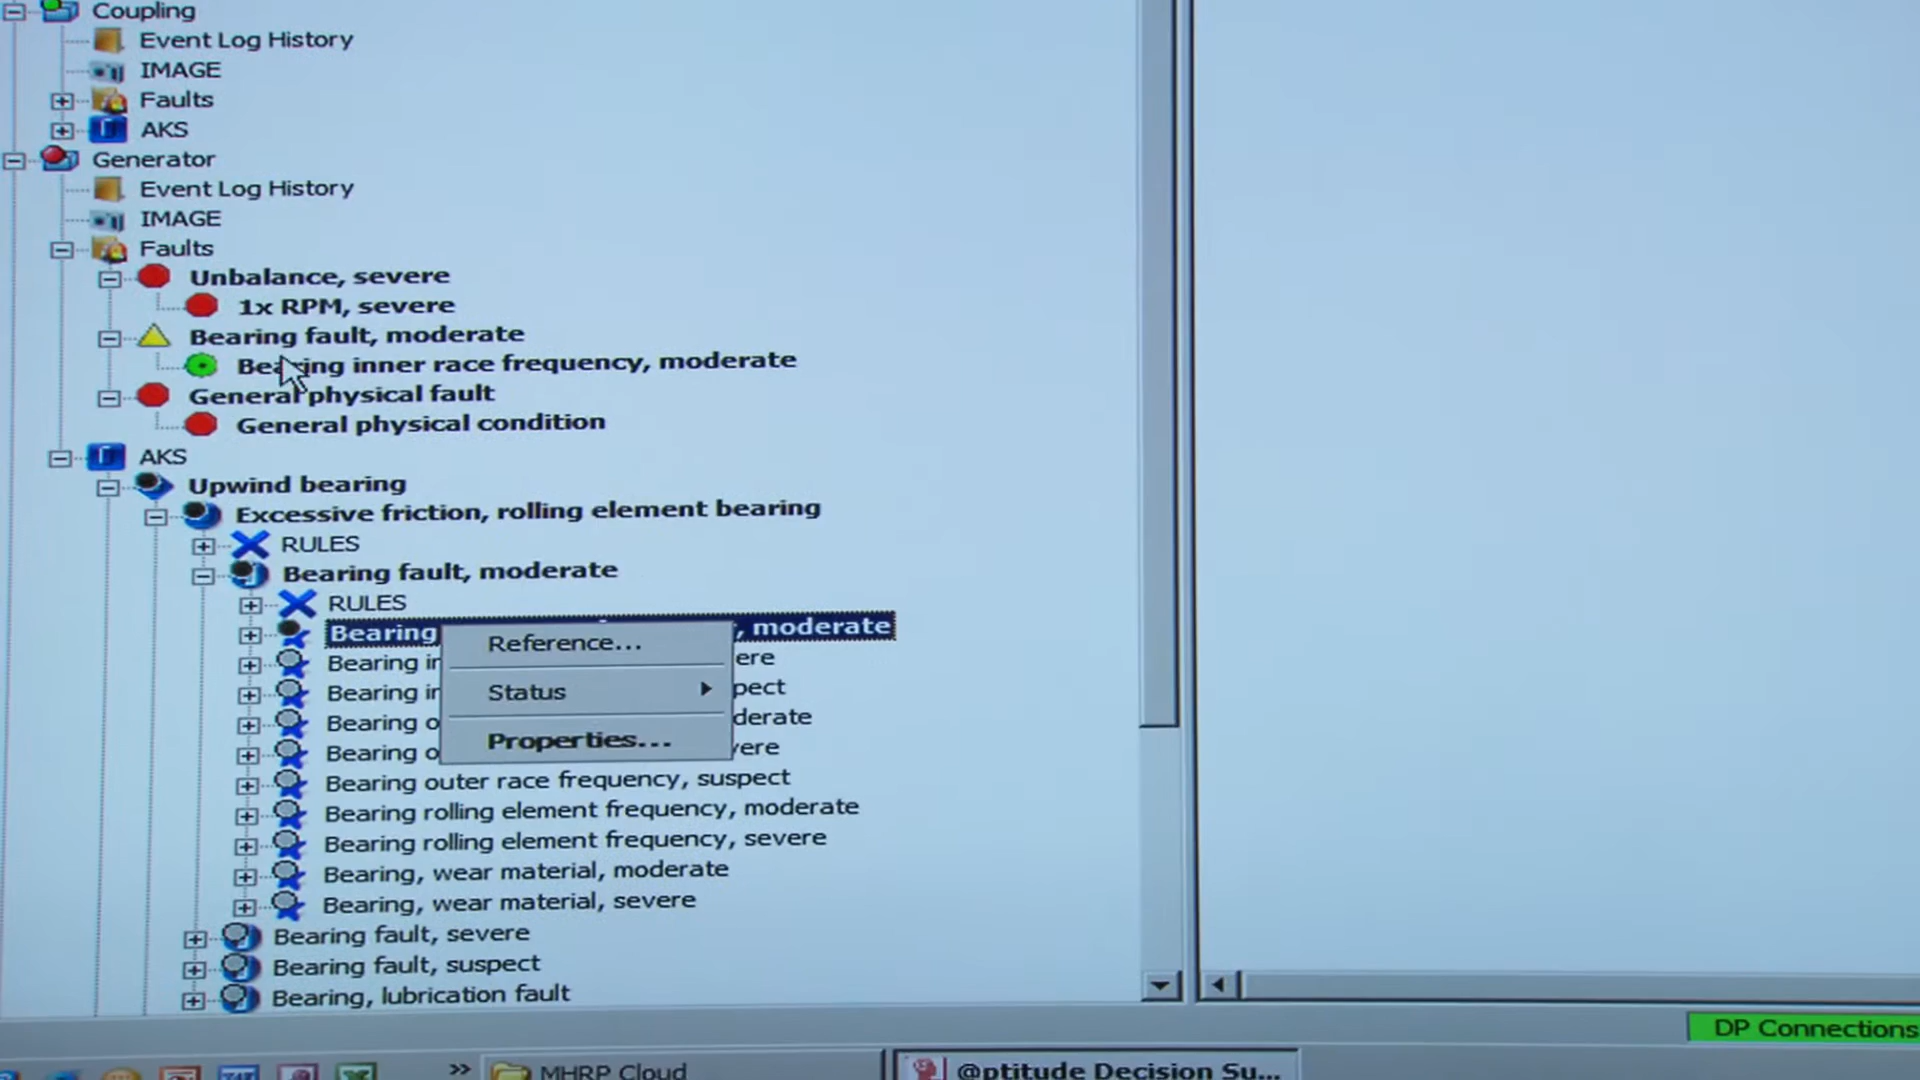 Coupling
Event Log History
IMAGE
Faults
AKS
Generator
Event Log History
IMAGE
Faults
Unbalance, severe
1x RPM, severe
Bearing fault, moderate
Bearing inner race frequency, moderate
General physical fault
General physical condition
AKS
Upwind bearing
Excessive friction, rolling element bearing
RULES
Bearing fault, moderate
RULES
Bearing , moderate
Reference...
Bearing ere
Bearing pect
Status
Bearing derate
Bearing vere
Properties...
Bearing outer race frequency, suspect
Bearing rolling element frequency, moderate
Bearing rolling element frequency, severe
Bearing, wear material, moderate
Bearing, wear material, severe
Bearing fault, severe
Bearing fault, suspect
Bearing, lubrication fault
DP Connections
MHRP Cloud
@ptitude Decision Su...